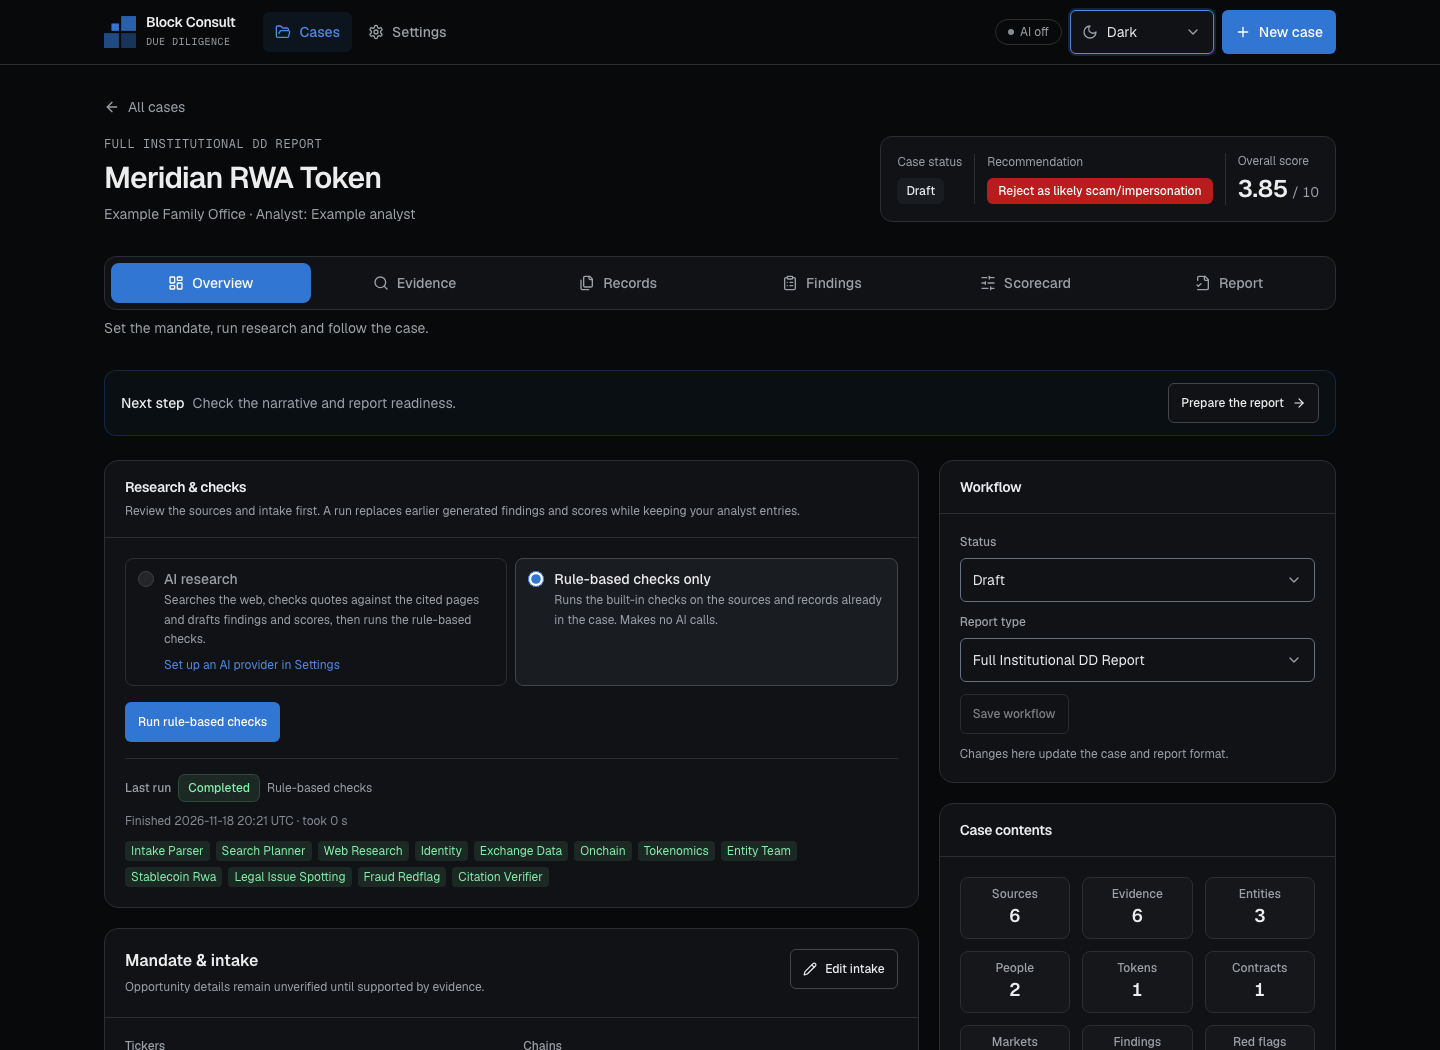 Block Consult
DUE DILIGENCE
Cases
Settings
AI off
Dark
New case
All cases
FULL INSTITUTIONAL DD REPORT
Meridian RWA Token
Example Family Office · Analyst: Example analyst
Case status
Draft
Recommendation
Reject as likely scam/impersonation
Overall score
3.85 / 10
Overview
Evidence
Records
Findings
Scorecard
Report
Set the mandate, run research and follow the case.
Next step Check the narrative and report readiness.
Prepare the report
Research & checks
Review the sources and intake first. A run replaces earlier generated findings and scores while keeping your analyst entries.
AI research
Searches the web, checks quotes against the cited pages
and drafts findings and scores, then runs the rule-based
checks.
Set up an AI provider in Settings
Rule-based checks only
Runs the built-in checks on the sources and records already
in the case. Makes no AI calls.
Run rule-based checks
Last run Completed Rule-based checks
Finished 2026-11-18 20:21 UTC · took 0 s
Intake Parser Search Planner Web Research Identity Exchange Data Onchain Tokenomics Entity Team
Stablecoin Rwa Legal Issue Spotting Fraud Redflag Citation Verifier
Mandate & intake
Opportunity details remain unverified until supported by evidence.
Edit intake
Tickers
Chains
Workflow
Status
Draft
Report type
Full Institutional DD Report
Save workflow
Changes here update the case and report format.
Case contents
Sources
6
Evidence
6
Entities
3
People
2
Tokens
1
Contracts
1
Markets
Findings
Red flags